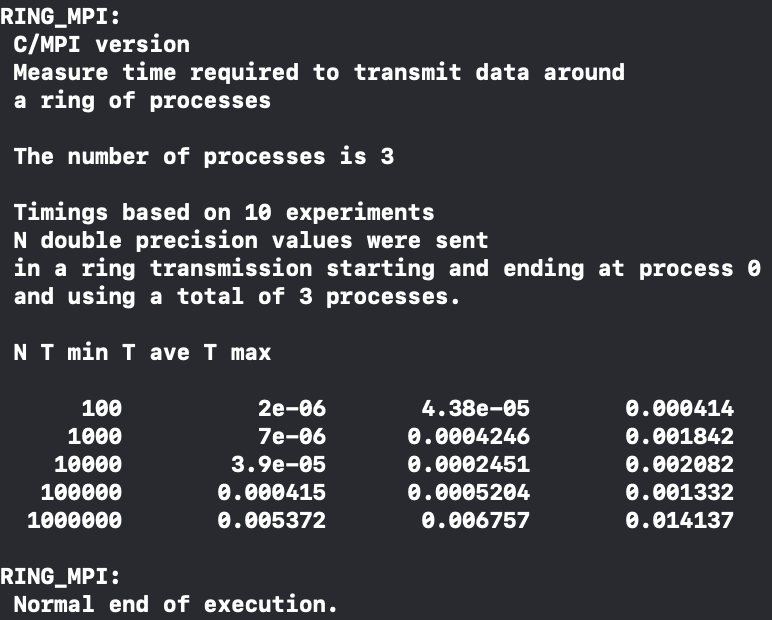 RING_MPI:
C/MPI version
Measure time required to transmit data around
a ring of processes
The number of processes is 3
Timings based on 10 experiments
N double precision values were sent
in a ring transmission starting and ending at process 0
and using a total of 3 processes.
N T min T ave T max
100 2e-06 4.38e-05 0.000414
1000 7e-06 0.0004246 0.001842
10000 3.9e-05 0.0002451 0.002082
100000 0.000415 0.0005204 0.001332
1000000 0.005372 0.006757 0.014137
RING_MPI:
Normal end of execution.